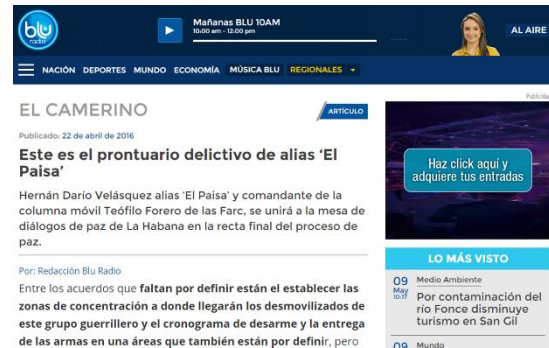 blu
radio
Mañanas BLU 10AM
10:00 am - 12:00 pm
AL AIRE
NACIÓN DEPORTES MUNDO ECONOMÍA MÚSICA BLU REGIONALES
EL CAMERINO
ARTÍCULO
Publicado: 22 de abril de 2016
Este es el prontuario delictivo de alias ‘El
Paisa’
Hernán Darío Velásquez alias 'El Paisa' y comandante de la
columna móvil Teófilo Forero de las Farc, se unirá a la mesa de
diálogos de paz de La Habana en la recta final del proceso de
paz.
Por: Redacción Blu Radio
Entre los acuerdos que faltan por definir están el establecer las
zonas de concentración a donde llegarán los desmovilizados de
este grupo guerrillero y el cronograma de desarme y la entrega
de las armas en una áreas que también están por definir, pero
Haz click aquí y
adquiere tus entradas
LO MÁS VISTO
09 Medio Ambiente
May
Por contaminación del
río Fonce disminuye
turismo en San Gil
09 Mundo